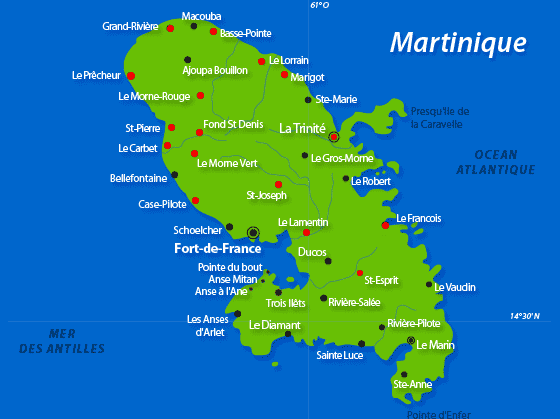 61°O
Macouba
Grand-Rivière
Basse-Pointe
Martinique
Le Lorrain
Ajoupa Bouillon
Le Prêcheur
Marigot
Le Morne-Rouge
Ste-Marie
Presqu'île de
la Caravelle
St-Pierre
Fond St Denis
La Trinité
Le Carbet
Le Morne Vert
Le Gros-Morne
OCEAN
ATLANTIQUE
Bellefontaine
Le Robert
St-Joseph
Case-Pilote
Le Francois
Schoelcher
Le Lamentin
Fort-de-France
Ducos
Pointe du bout
Anse Mitan
Anse à l'Ane
St-Esprit
Le Vauclin
Trois Ilêts
Rivière-Salée
Les Anses
d'Arlet
Le Diamant
Rivière-Pilote
14°30'N
MER
DES ANTILLES
Le Marin
Sainte Luce
Ste-Anne
Pointe d'Enfer